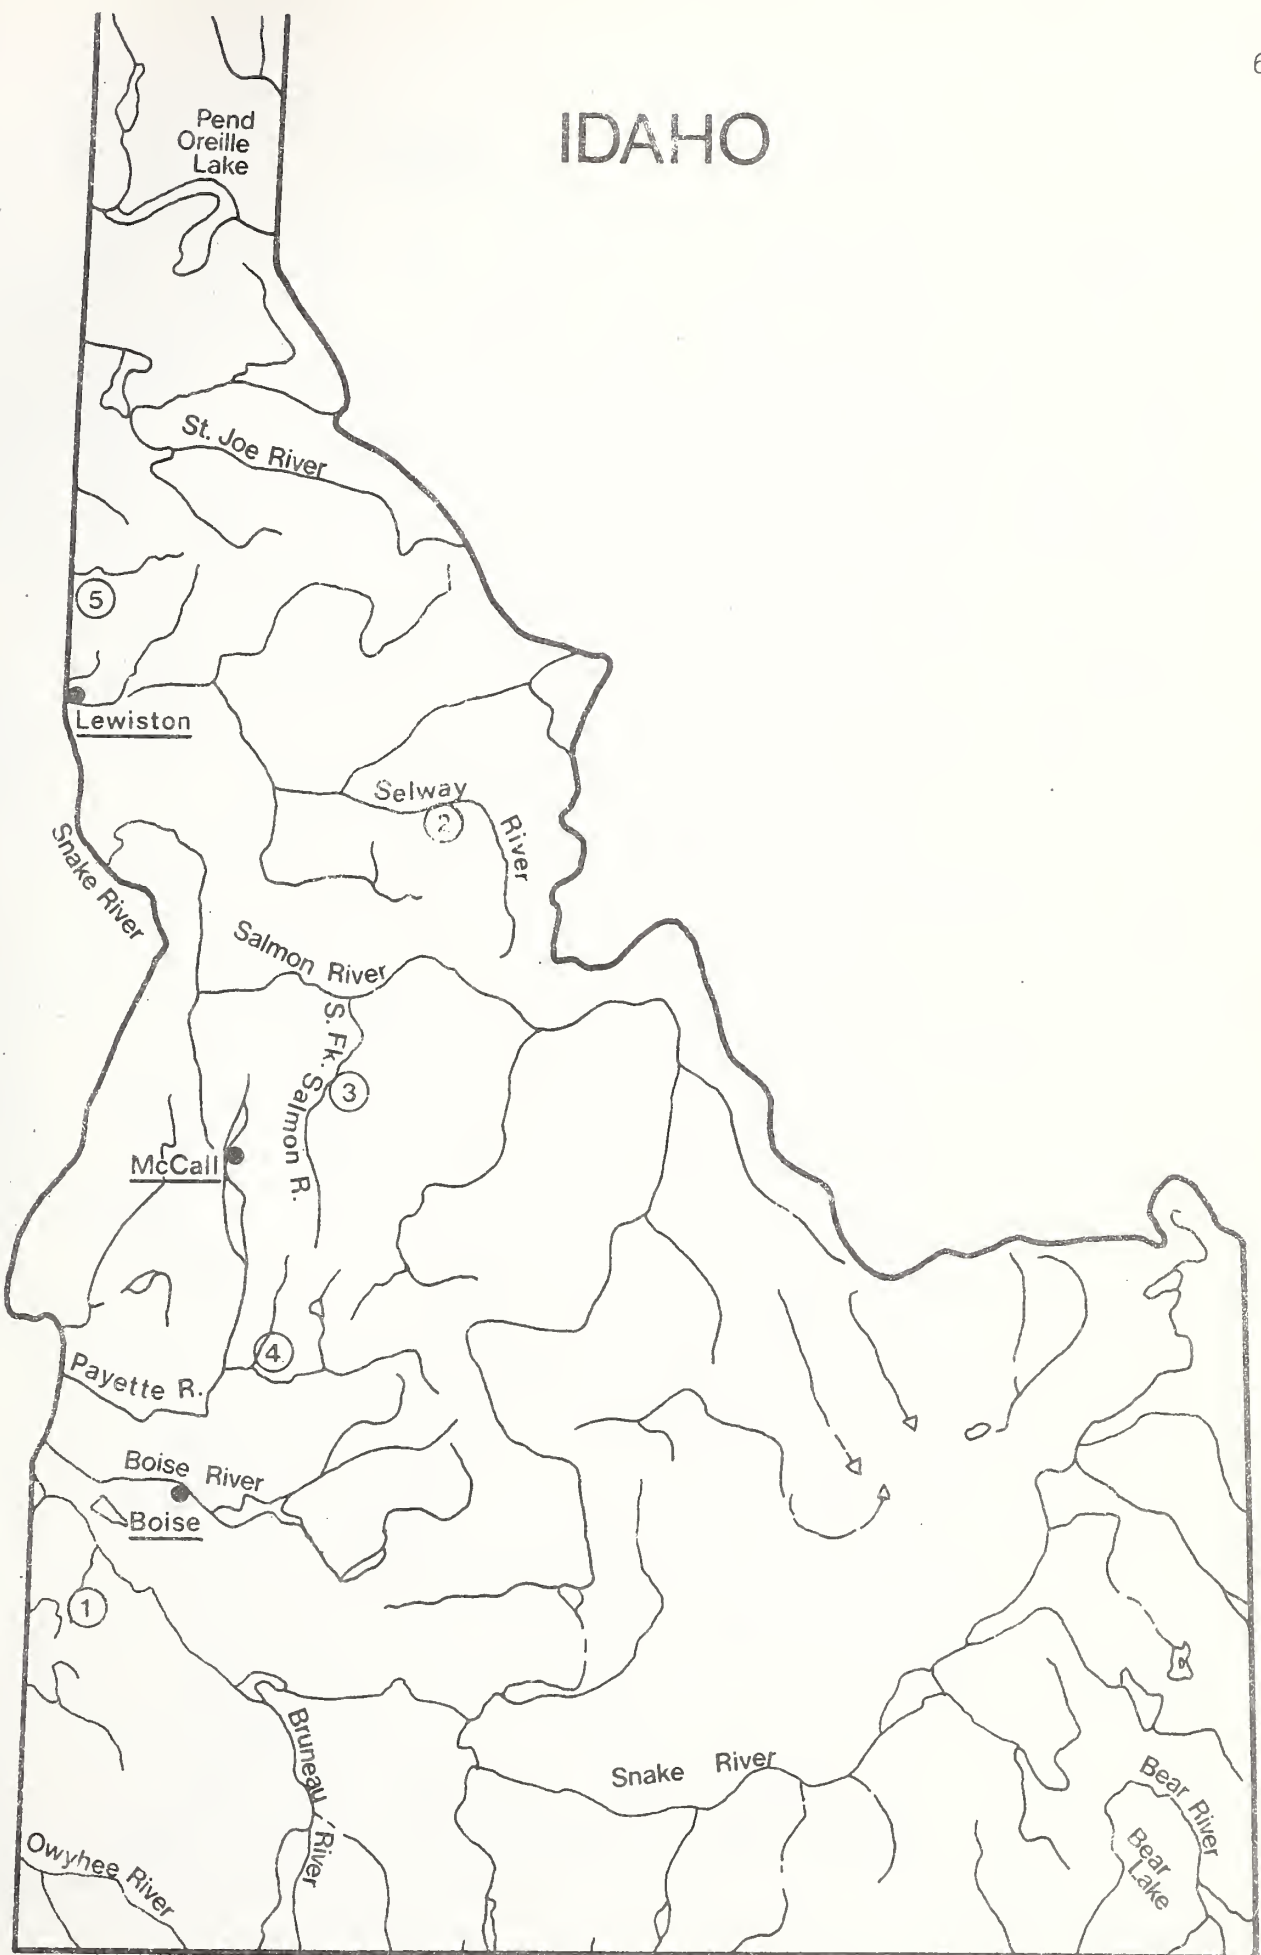 6
IDAHO
Pend
Oreille
Lake
St. Joe River
5
Lewiston
Selway
River
2
Snake River
Salmon River
S. Fk. Salmon R.
3
McCall
4
Payette R.
Boise River
Boise
1
Bruneau River
Snake River
Bear River
Bear
Lake
Owyhee River